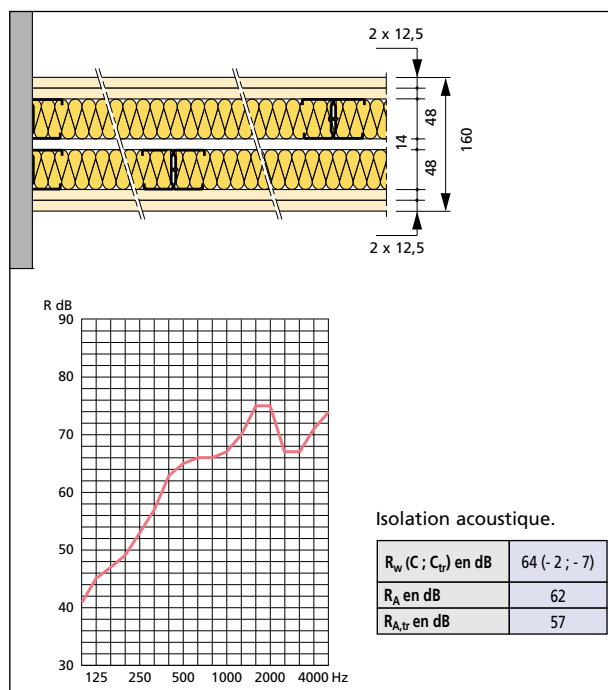 2 x 12,5
48
14
48
160
2 x 12,5
R dB
90
80
70
60
50
40
30
125 250 500 1000 2000 4000 Hz
Isolation acoustique.
Rw (C ; Ctr) en dB 64 (- 2 ; - 7)
RA en dB 62
RA,tr en dB 57